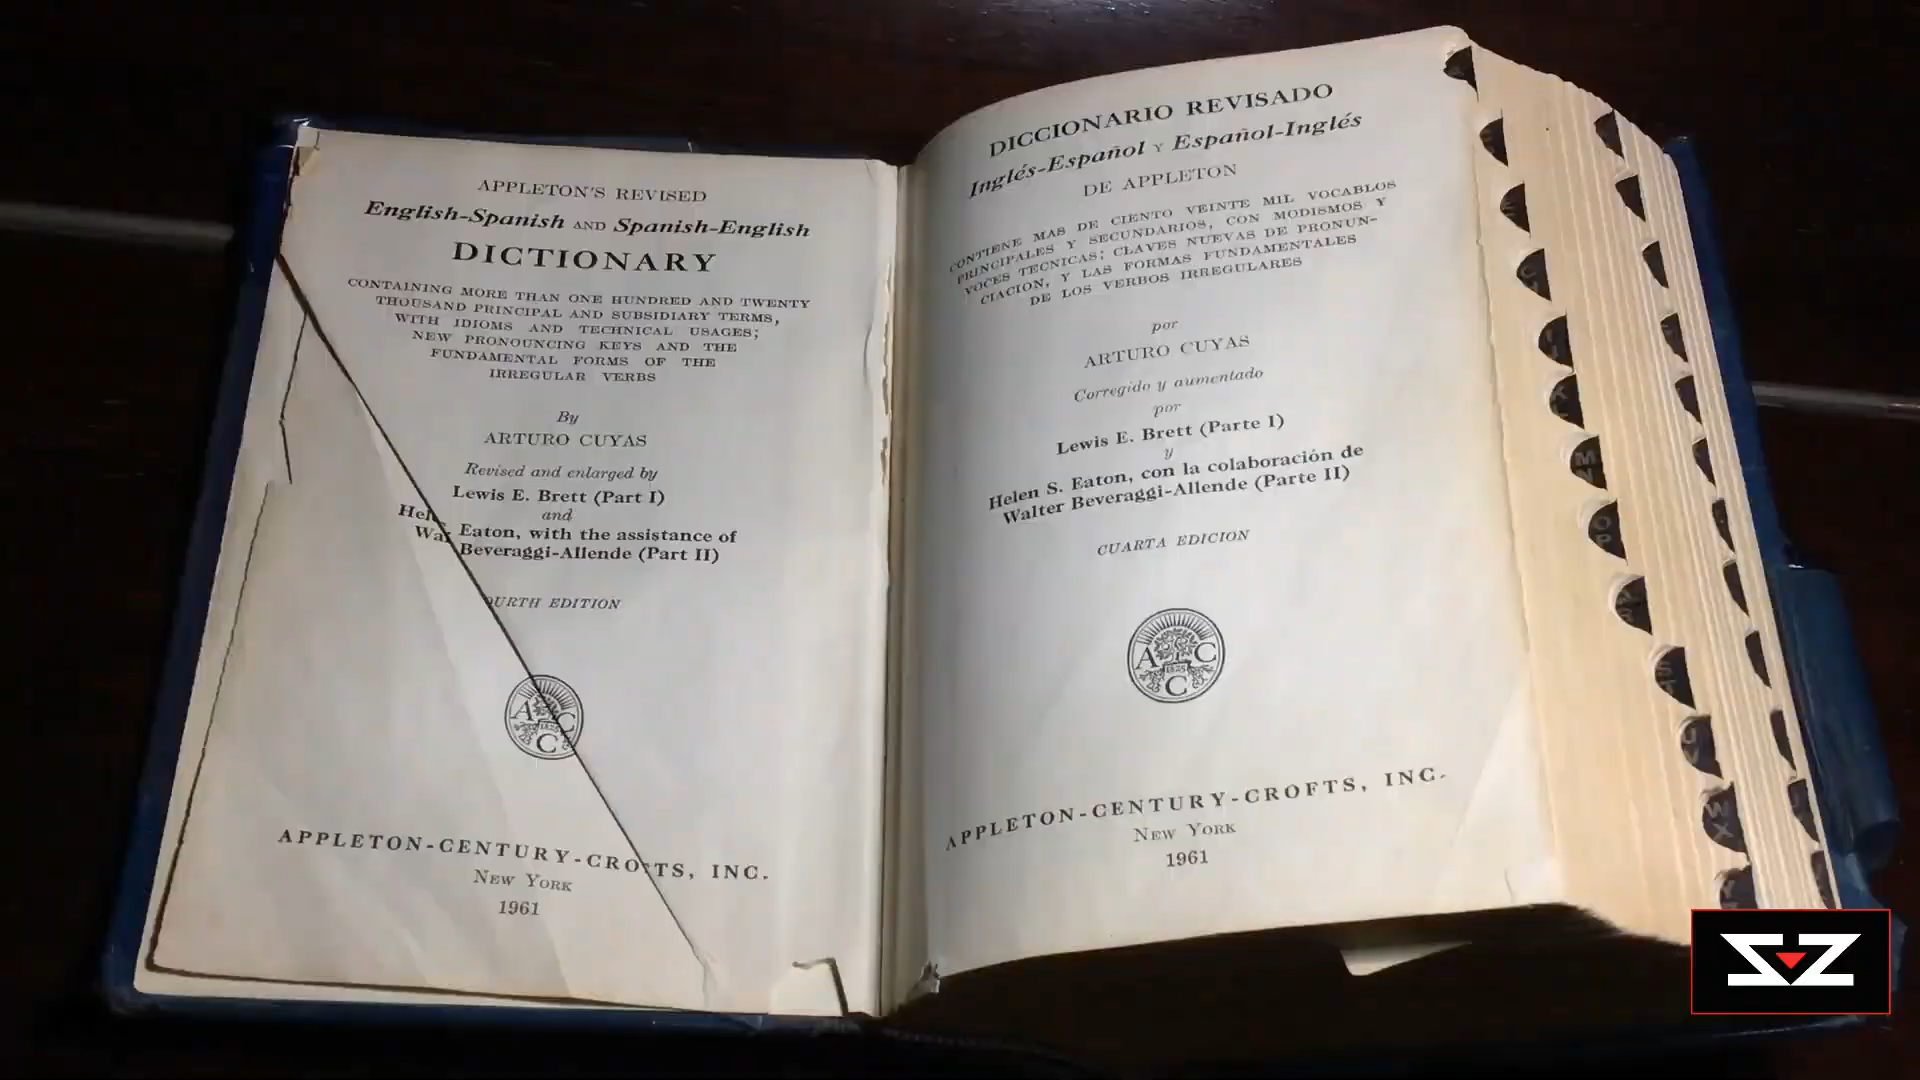 APPLETON'S REVISED
English-Spanish AND Spanish-English
DICTIONARY
CONTAINING MORE THAN ONE HUNDRED AND TWENTY
THOUSAND PRINCIPAL AND SUBSIDIARY TERMS,
WITH IDIOMS AND TECHNICAL USAGES;
NEW PRONOUNCING KEYS AND THE
FUNDAMENTAL FORMS OF THE
IRREGULAR VERBS
By
ARTURO CUYAS
Revised and enlarged by
Lewis E. Brett (Part I)
and
Eaton, with the assistance of
Beveraggi-Allende (Part II)
EDITION
A C C
1825
APPLETON-CENTURY-CROFTS, INC.
NEW YORK
1961
DICCIONARIO REVISADO
Inglés-Español Y Español-Inglés
DE APPLETON
CONTIENE MAS DE CIENTO VEINTE MIL VOCABLOS
PRINCIPALES Y SECUNDARIOS, CON MODISMOS Y
VOCES TECNICAS; CLAVES NUEVAS DE PRONUN-
CIACION, Y LAS FORMAS FUNDAMENTALES
DE LOS VERBOS IRREGULARES
por
ARTURO CUYAS
Corregido y aumentado
por
Lewis E. Brett (Parte I)
y
Helen S. Eaton, con la colaboración de
Walter Beveraggi-Allende (Parte II)
CUARTA EDICION
A C C
1825
APPLETON-CENTURY-CROFTS, INC.
NEW YORK
1961
M
N
O
P
W
X